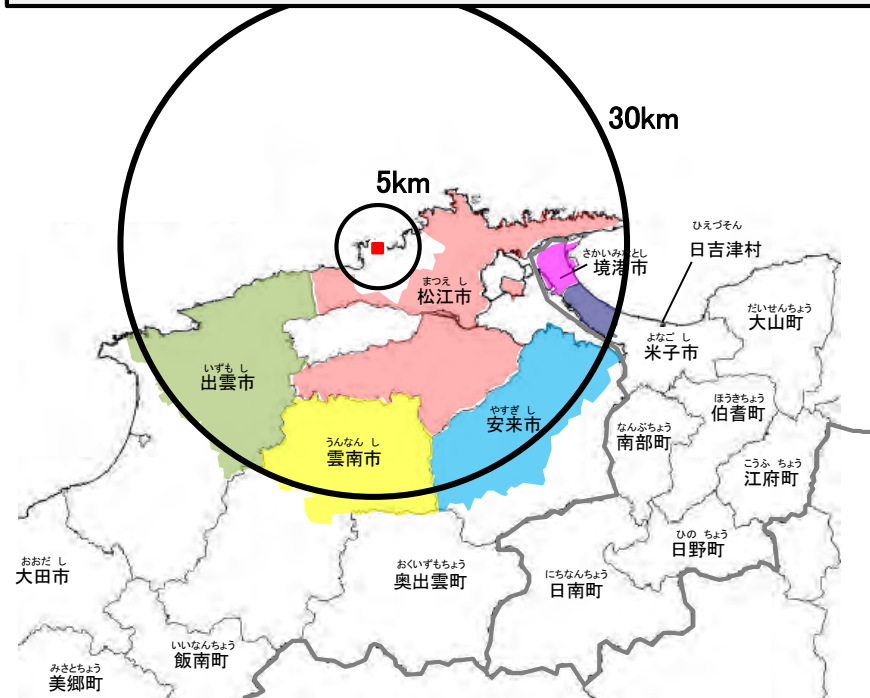 30km
5km
ひえづそん
日吉津村
さかいみなとし
境港市
まつえ し
松江市
だいせんちょう
大山町
よなご し
米子市
いずも し
出雲市
ほうきちょう
伯耆町
やすぎ し
安来市
なんぶちょう
南部町
うんなん し
雲南市
こうふ ちょう
江府町
ひの ちょう
日野町
おおだ し
大田市
おくいずもちょう
奥出雲町
にちなんちょう
日南町
いいなんちょう
飯南町
みさとちょう
美郷町